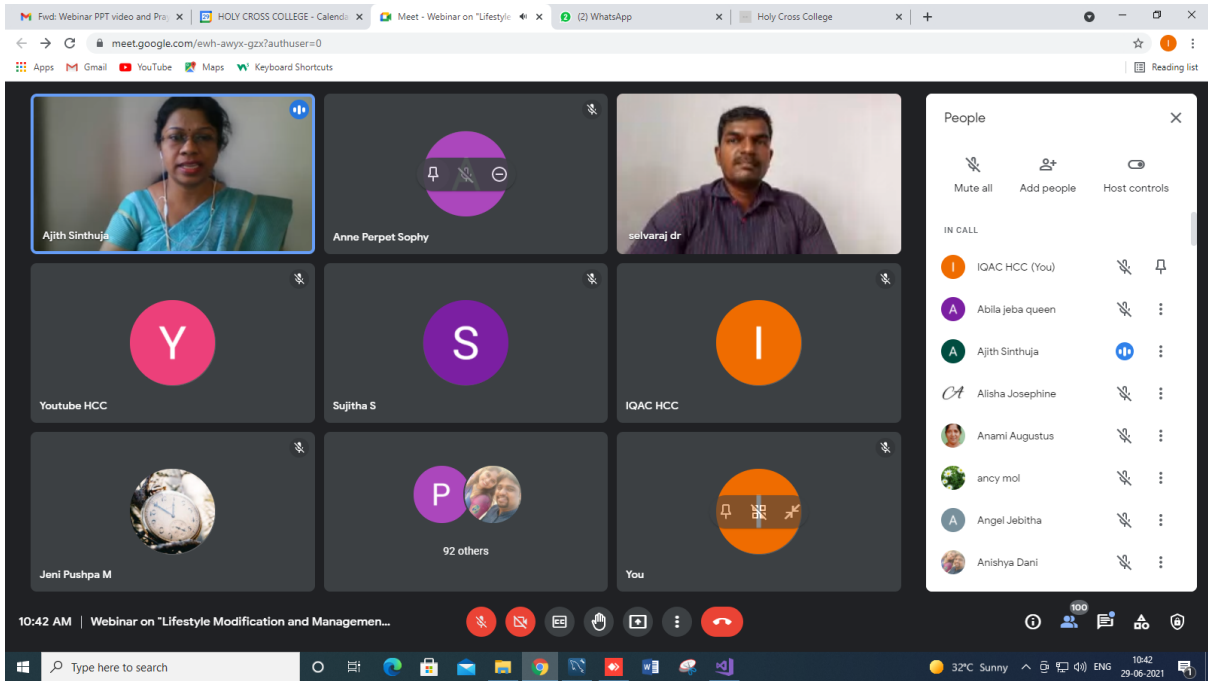 Fwd: Webinar PPT video and Pra
HOLY CROSS COLLEGE - Calenda
Meet - Webinar on "Lifestyle
(2) WhatsApp
Holy Cross College
meet.google.com/ewh-awyx-gzx?authuser=0
I
Apps
Gmail
YouTube
Maps
Keyboard Shortcuts
Reading list
Ajith Sinthuja
Anne Perpet Sophy
selvaraj dr
Y
Youtube HCC
S
Sujitha S
I
IQAC HCC
Jeni Pushpa M
P
92 others
You
People
Mute all
Add people
Host controls
IN CALL
I IQAC HCC (You)
A Abila jeba queen
A Ajith Sinthuja
CA Alisha Josephine
Anami Augustus
ancy mol
A Angel Jebitha
Anishya Dani
10:42 AM | Webinar on "Lifestyle Modification and Managemen...
100
Type here to search
32°C Sunny
ENG
10:42
29-06-2021